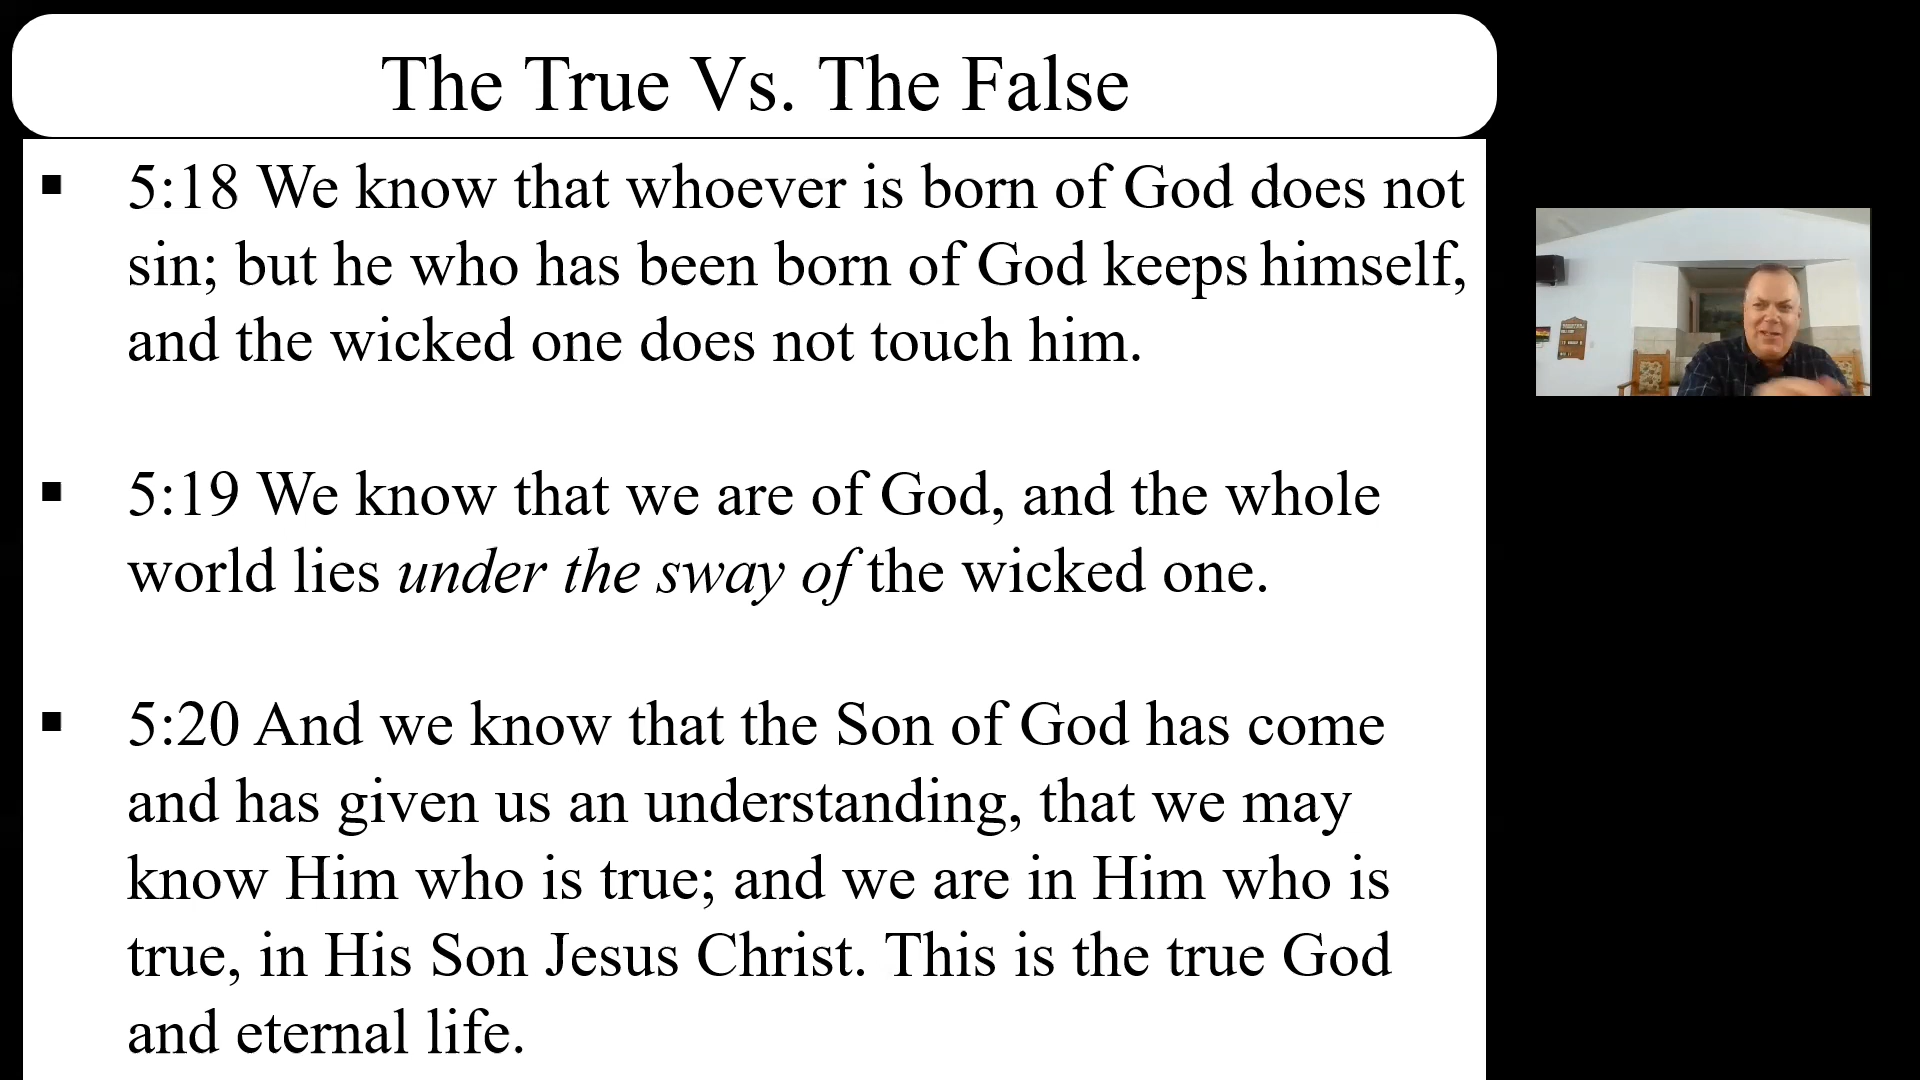 The True Vs. The False
▪ 5:18 We know that whoever is born of God does not
sin; but he who has been born of God keeps himself,
and the wicked one does not touch him.
▪ 5:19 We know that we are of God, and the whole
world lies under the sway of the wicked one.
▪ 5:20 And we know that the Son of God has come
and has given us an understanding, that we may
know Him who is true; and we are in Him who is
true, in His Son Jesus Christ. This is the true God
and eternal life.